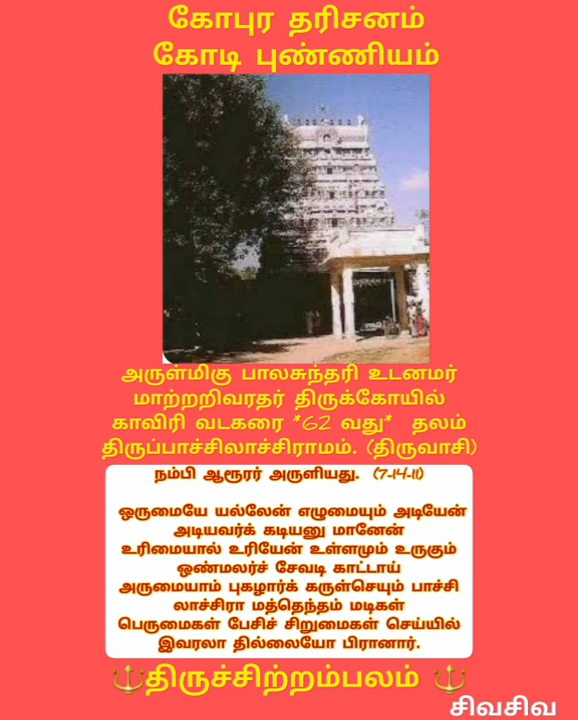 கோபுர தரிசனம்
கோடி புண்ணியம்
அருள்மிகு பாலசுந்தரி உடனமர்
மாற்றறிவரதர் திருக்கோயில்
காவிரி வடகரை *62 வது* தலம்
திருப்பாச்சிலாச்சிராமம். (திருவாசி)
நம்பி ஆரூரர் அருளியது. (7-14-11)
ஒருமையே யல்லேன் எழுமையும் அடியேன்
அடியவர்க் கடியனு மானேன்
உரிமையால் உரியேன் உள்ளமும் உருகும்
ஒண்மலர்ச் சேவடி காட்டாய்
அருமையாம் புகழார்க் கருள்செயும் பாச்சி
லாச்சிரா மத்தெந்தம் மடிகள்
பெருமைகள் பேசிச் சிறுமைகள் செய்யில்
இவரலா தில்லையோ பிரானார்.
🔱திருச்சிற்றம்பலம் 🔱
சிவசிவ